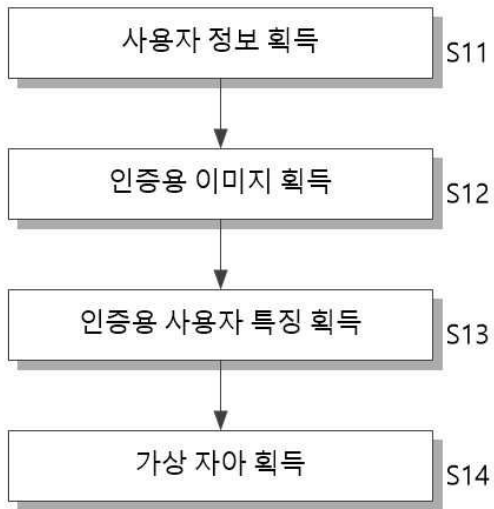 사용자 정보 획득
S11
인증용 이미지 획득
S12
인증용 사용자 특징 획득
S13
가상 자아 획득
S14